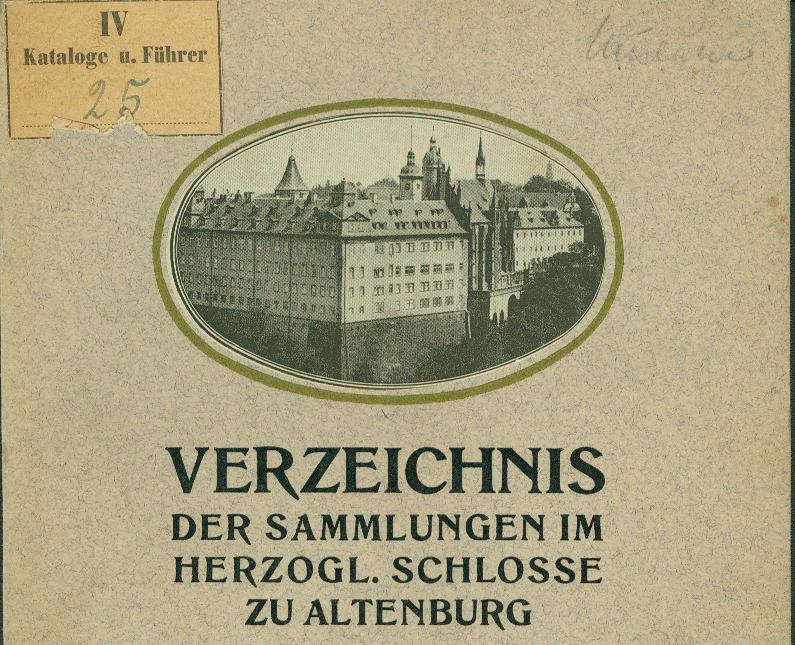 IV
Kataloge u. Führer
25
VERZEICHNIS
DER SAMMLUNGEN IM
HERZOGL. SCHLOSSE
ZU ALTENBURG